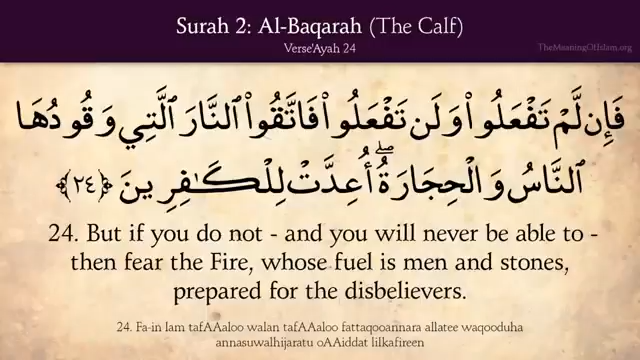 Surah 2: Al-Baqarah (The Calf)
Verse'Ayah 24
TheMeaningOfIslam.org
فَإِن لَّمْ تَفْعَلُوا۟ وَلَن تَفْعَلُوا۟ فَٱتَّقُوا۟ ٱلنَّارَ ٱلَّتِي وَقُودُهَا
ٱلنَّاسُ وَٱلْحِجَارَةُ ۖ أُعِدَّتْ لِلْكَـٰفِرِينَ ﴿٢٤﴾
24. But if you do not - and you will never be able to -
then fear the Fire, whose fuel is men and stones,
prepared for the disbelievers.
24. Fa-in lam tafAAaloo walan tafAAaloo fattaqooannara allatee waqooduha
annasuwalhijaratu oAAiddat lilkafireen